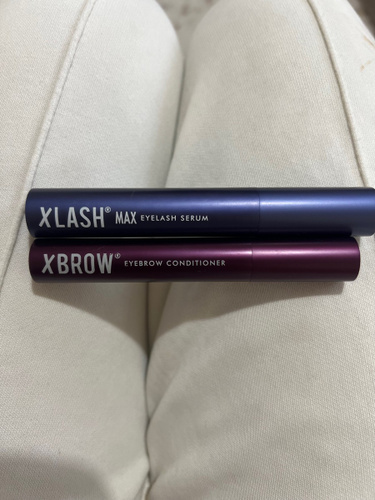 XLASH® MAX EYELASH SERUM
XBROW® EYEBROW CONDITIONER